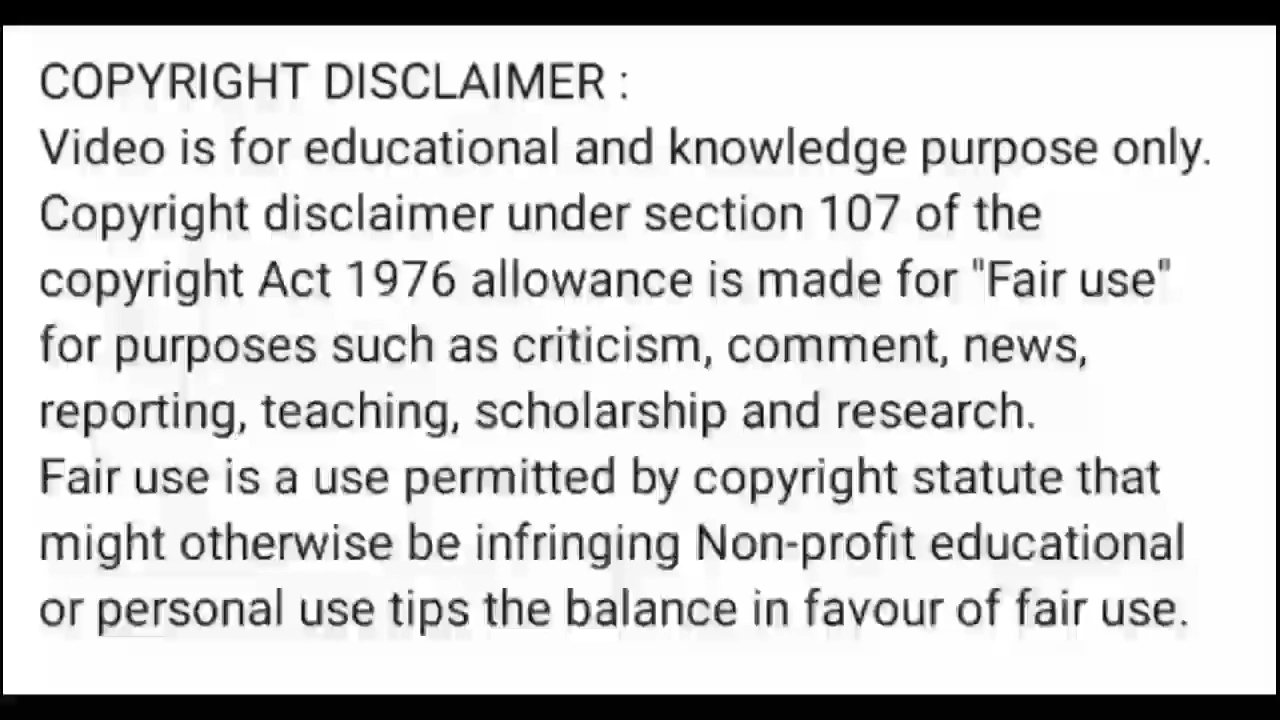 COPYRIGHT DISCLAIMER :
Video is for educational and knowledge purpose only.
Copyright disclaimer under section 107 of the
copyright Act 1976 allowance is made for "Fair use"
for purposes such as criticism, comment, news,
reporting, teaching, scholarship and research.
Fair use is a use permitted by copyright statute that
might otherwise be infringing Non-profit educational
or personal use tips the balance in favour of fair use.